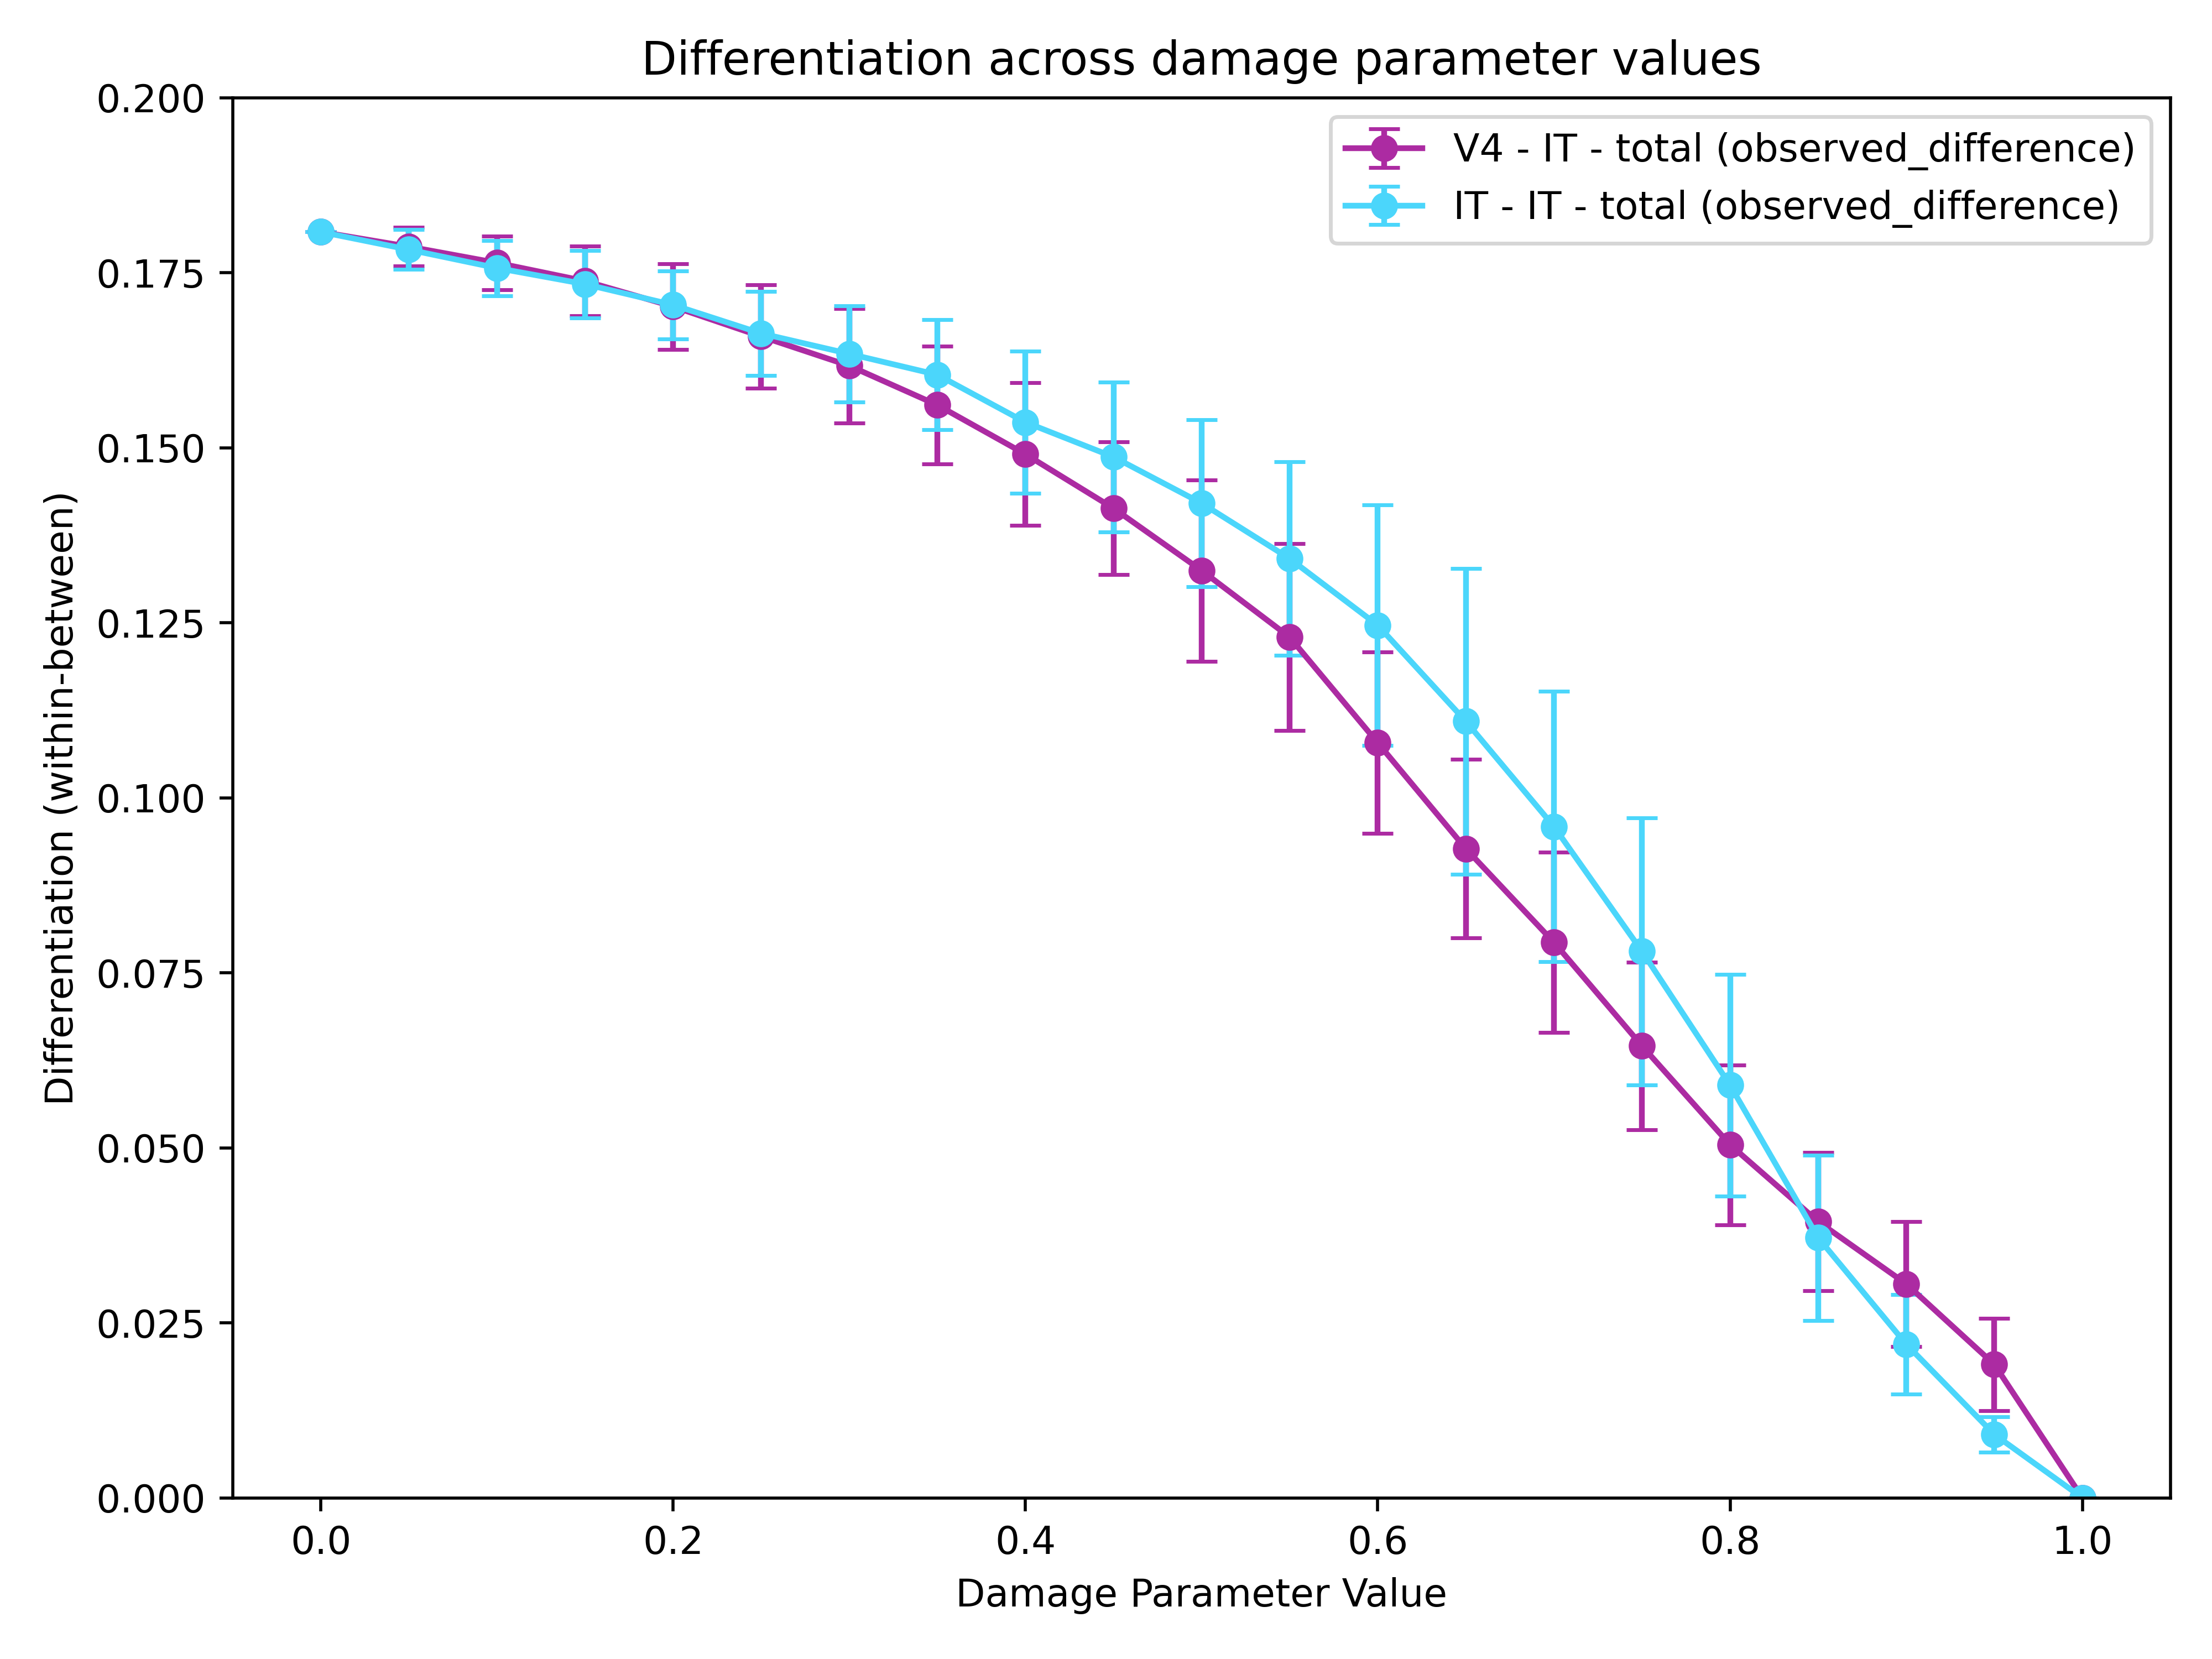 Differentiation across damage parameter values
V4 - IT - total (observed_difference)
IT - IT - total (observed_difference)
Differentiation (within-between)
0.200
0.175
0.150
0.125
0.100
0.075
0.050
0.025
0.000
0.0 0.2 0.4 0.6 0.8 1.0
Damage Parameter Value